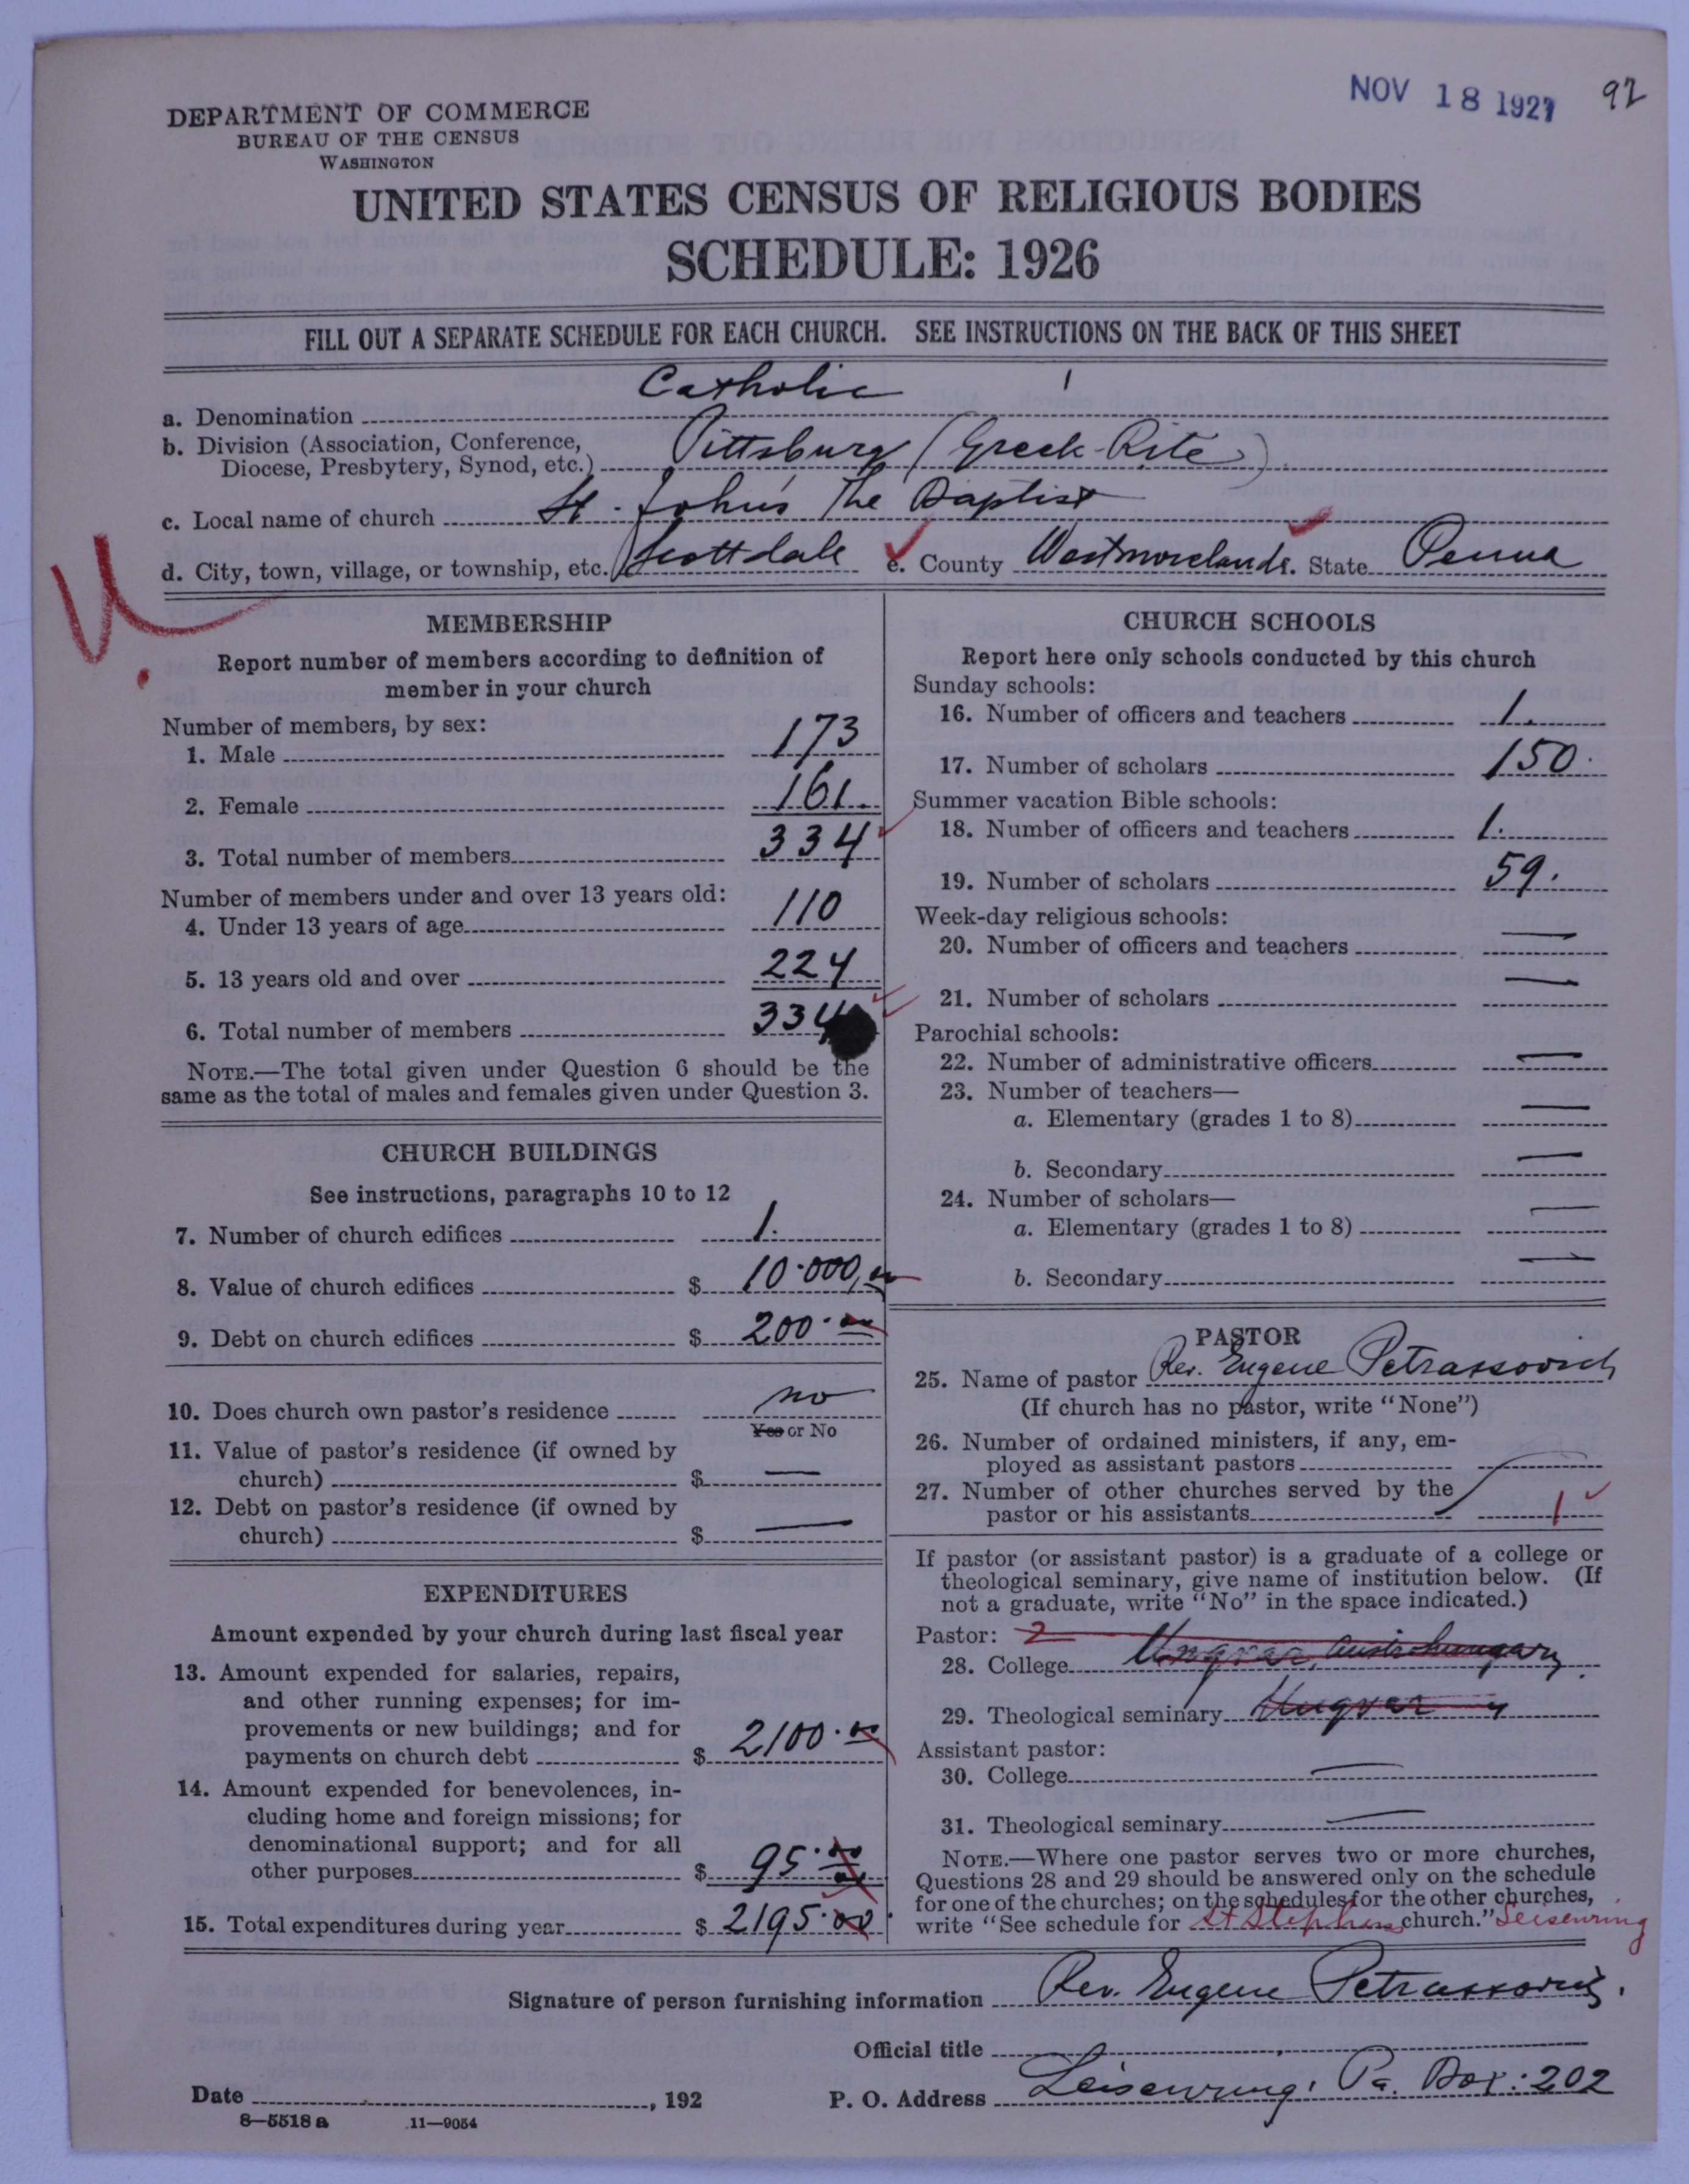 NOV 18 1927 92
DEPARTMENT OF COMMERCE
BUREAU OF THE CENSUS
WASHINGTON
UNITED STATES CENSUS OF RELIGIOUS BODIES
SCHEDULE: 1926
FILL OUT A SEPARATE SCHEDULE FOR EACH CHURCH. SEE INSTRUCTIONS ON THE BACK OF THIS SHEET
a. Denomination Catholic
b. Division (Association, Conference,
Diocese, Presbytery, Synod, etc.) Pittsburg (Greek-Rite)
c. Local name of church St. John's The Baptist
d. City, town, village, or township, etc. Scottdale e. County Westmoreland f. State Penna
MEMBERSHIP
Report number of members according to definition of
member in your church
Number of members, by sex:
1. Male 173
2. Female 161.
3. Total number of members 334
Number of members under and over 13 years old:
4. Under 13 years of age 110
5. 13 years old and over 224
6. Total number of members 334
NOTE.—The total given under Question 6 should be the
same as the total of males and females given under Question 3.
CHURCH BUILDINGS
See instructions, paragraphs 10 to 12
7. Number of church edifices 1.
8. Value of church edifices $ 10.000,00
9. Debt on church edifices $ 200.00
10. Does church own pastor's residence no
Yes or No
11. Value of pastor's residence (if owned by
church) $ —
12. Debt on pastor's residence (if owned by
church) $ —
EXPENDITURES
Amount expended by your church during last fiscal year
13. Amount expended for salaries, repairs,
and other running expenses; for im-
provements or new buildings; and for
payments on church debt $ 2100.00
14. Amount expended for benevolences, in-
cluding home and foreign missions; for
denominational support; and for all
other purposes $ 95.00
15. Total expenditures during year $ 2195.00
CHURCH SCHOOLS
Report here only schools conducted by this church
Sunday schools:
16. Number of officers and teachers 1.
17. Number of scholars 150.
Summer vacation Bible schools:
18. Number of officers and teachers 1.
19. Number of scholars 59.
Week-day religious schools:
20. Number of officers and teachers —
21. Number of scholars —
Parochial schools:
22. Number of administrative officers —
23. Number of teachers—
a. Elementary (grades 1 to 8) —
b. Secondary —
24. Number of scholars—
a. Elementary (grades 1 to 8) —
b. Secondary —
PASTOR
25. Name of pastor Rev. Eugene Petrassovich
(If church has no pastor, write "None")
26. Number of ordained ministers, if any, em-
ployed as assistant pastors
27. Number of other churches served by the
pastor or his assistants 1
If pastor (or assistant pastor) is a graduate of a college or
theological seminary, give name of institution below. (If
not a graduate, write "No" in the space indicated.)
Pastor: 2
28. College Ungvar, Austr. hungary
29. Theological seminary Ungvar
Assistant pastor:
30. College —
31. Theological seminary —
NOTE.—Where one pastor serves two or more churches,
Questions 28 and 29 should be answered only on the schedule
for one of the churches; on the schedules for the other churches,
write "See schedule for St Stephens church." Leisenring
Signature of person furnishing information Rev. Eugene Petrassovich.
Official title
Date , 192 P. O. Address Leisenring, Pa. Box: 202
8—5518 a 11—9054